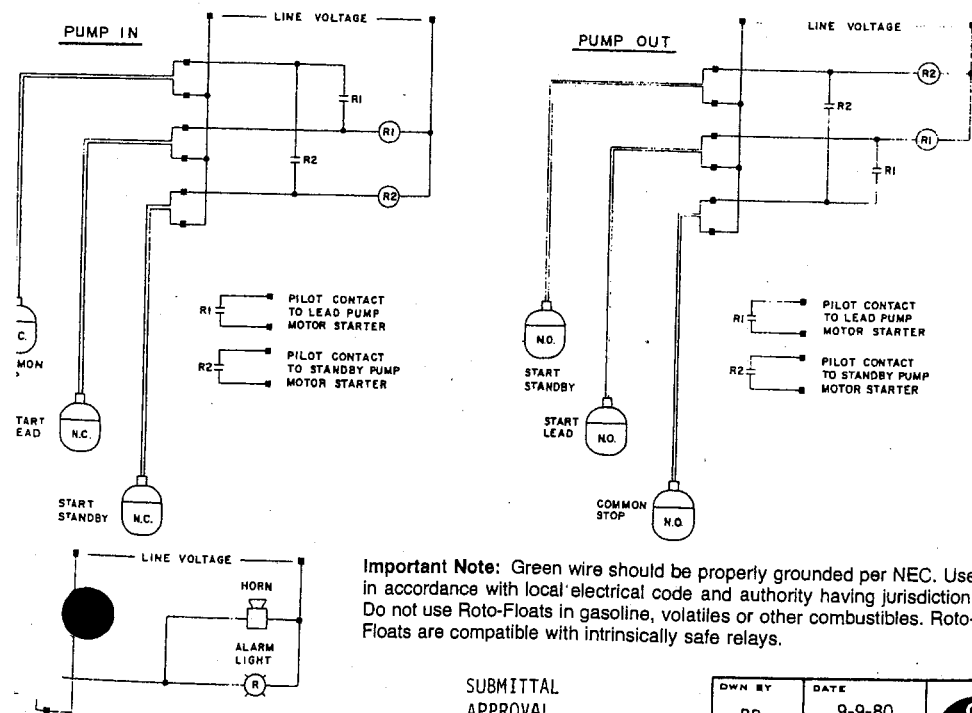 PUMP IN
LINE VOLTAGE
R1
R1
R2
R2
R1
PILOT CONTACT
TO LEAD PUMP
MOTOR STARTER
R2
PILOT CONTACT
TO STANDBY PUMP
MOTOR STARTER
C.
MON
TART
EAD
N.C.
START
STANDBY
N.C.
PUMP OUT
LINE VOLTAGE
R2
R2
R1
R1
R1
PILOT CONTACT
TO LEAD PUMP
MOTOR STARTER
R2
PILOT CONTACT
TO STANDBY PUMP
MOTOR STARTER
N.O.
START
STANDBY
START
LEAD
N.O.
COMMON
STOP
N.O.
LINE VOLTAGE
HORN
ALARM
LIGHT
R
Important Note: Green wire should be properly grounded per NEC. Use
in accordance with local electrical code and authority having jurisdiction
Do not use Roto-Floats in gasoline, volatiles or other combustibles. Roto-
Floats are compatible with intrinsically safe relays.
SUBMITTAL
APPROVAL
DWN BY
DATE
9-9-80